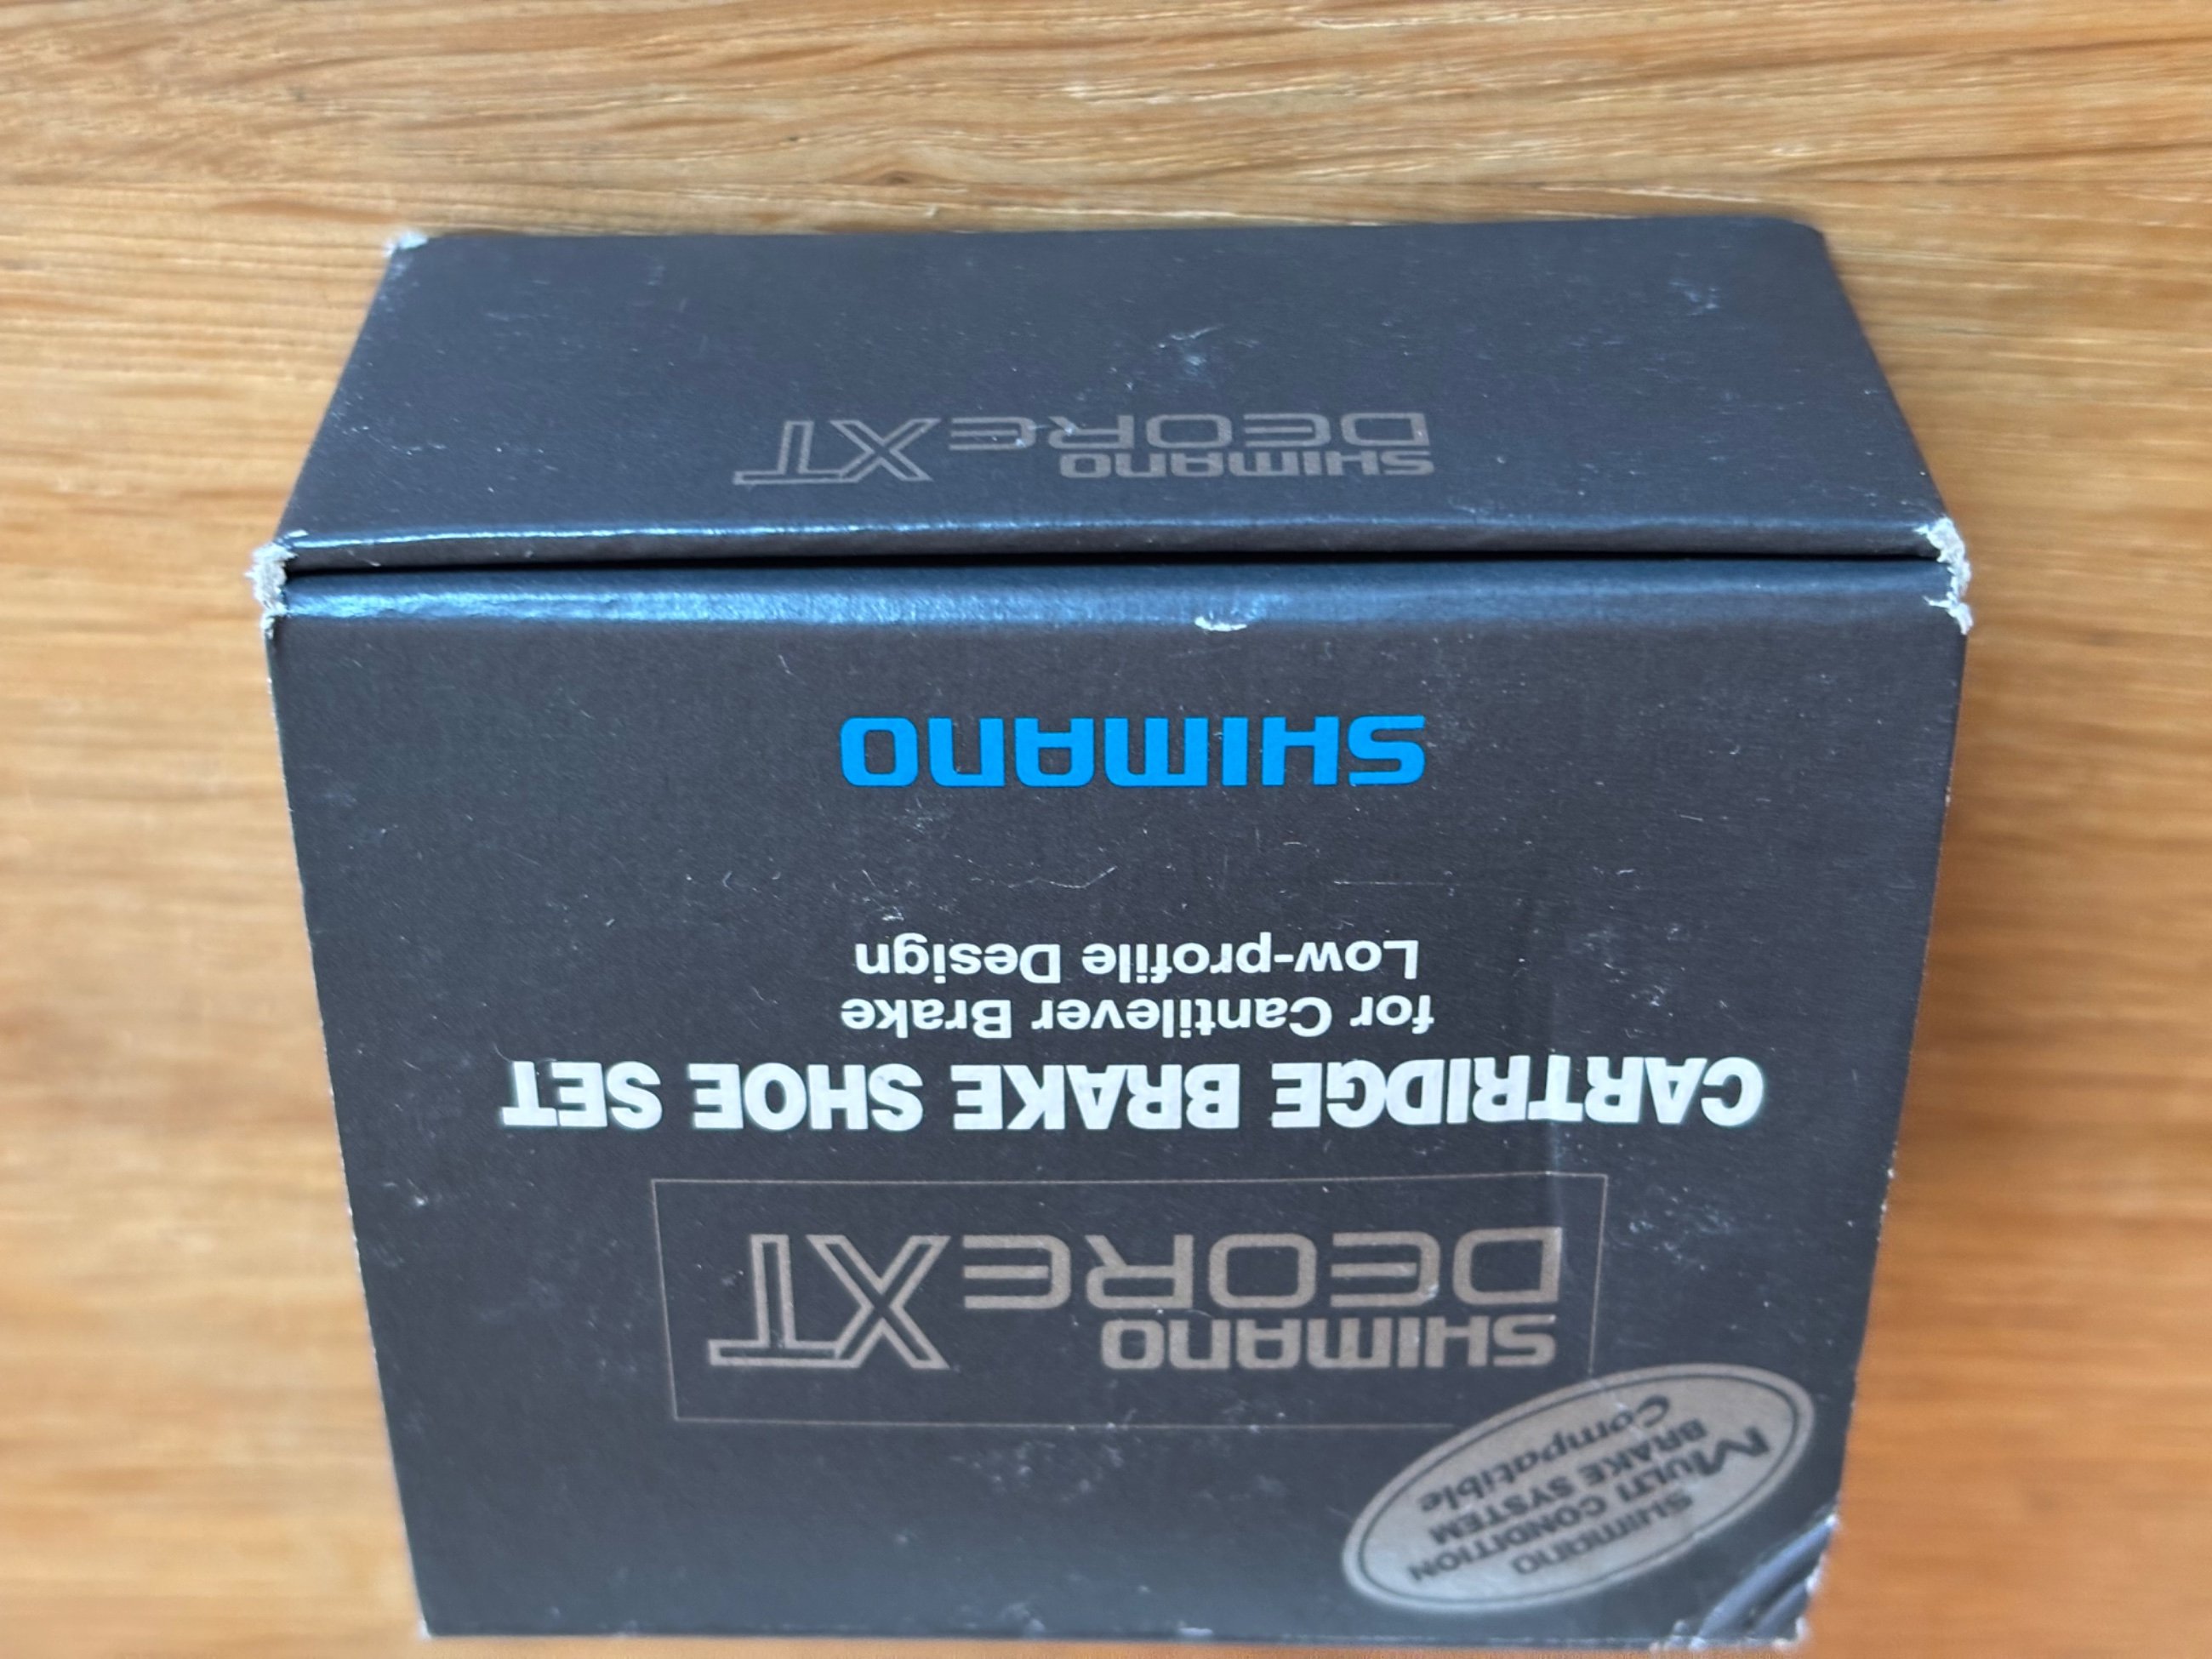 SHIMANO
MULTI CONDITION
BRAKE SYSTEM
Compatible
SHIMANO
DEORE XT
CARTRIDGE BRAKE SHOE SET
for Cantilever Brake
Low-profile Design
SHIMANO
SHIMANO
DEORE XT